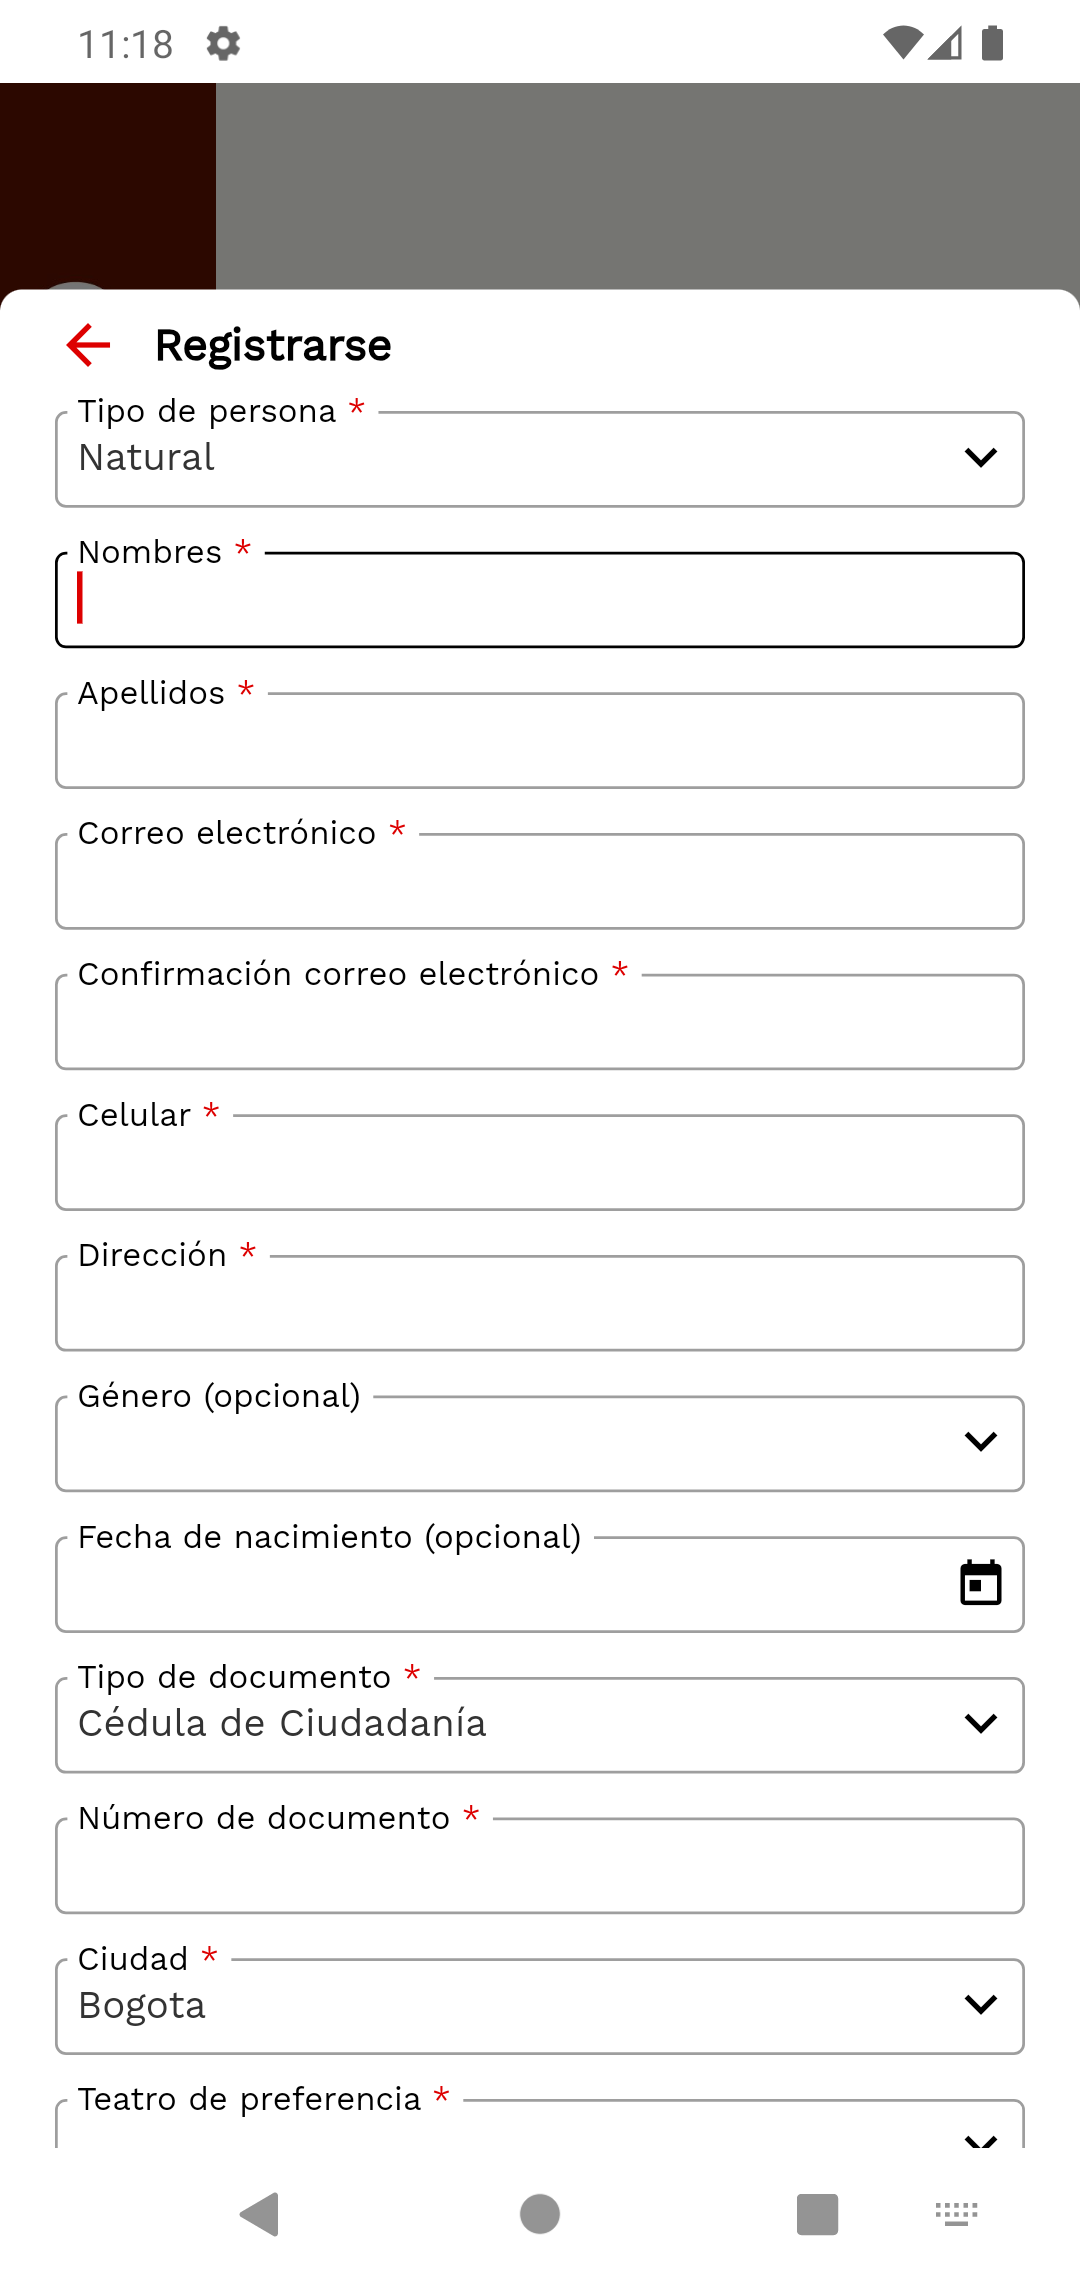 11:18
Registrarse
Tipo de persona *
Natural
Nombres *
Apellidos *
Correo electrónico *
Confirmación correo electrónico *
Celular *
Dirección *
Género (opcional)
Fecha de nacimiento (opcional)
Tipo de documento *
Cédula de Ciudadanía
Número de documento *
Ciudad *
Bogota
Teatro de preferencia *